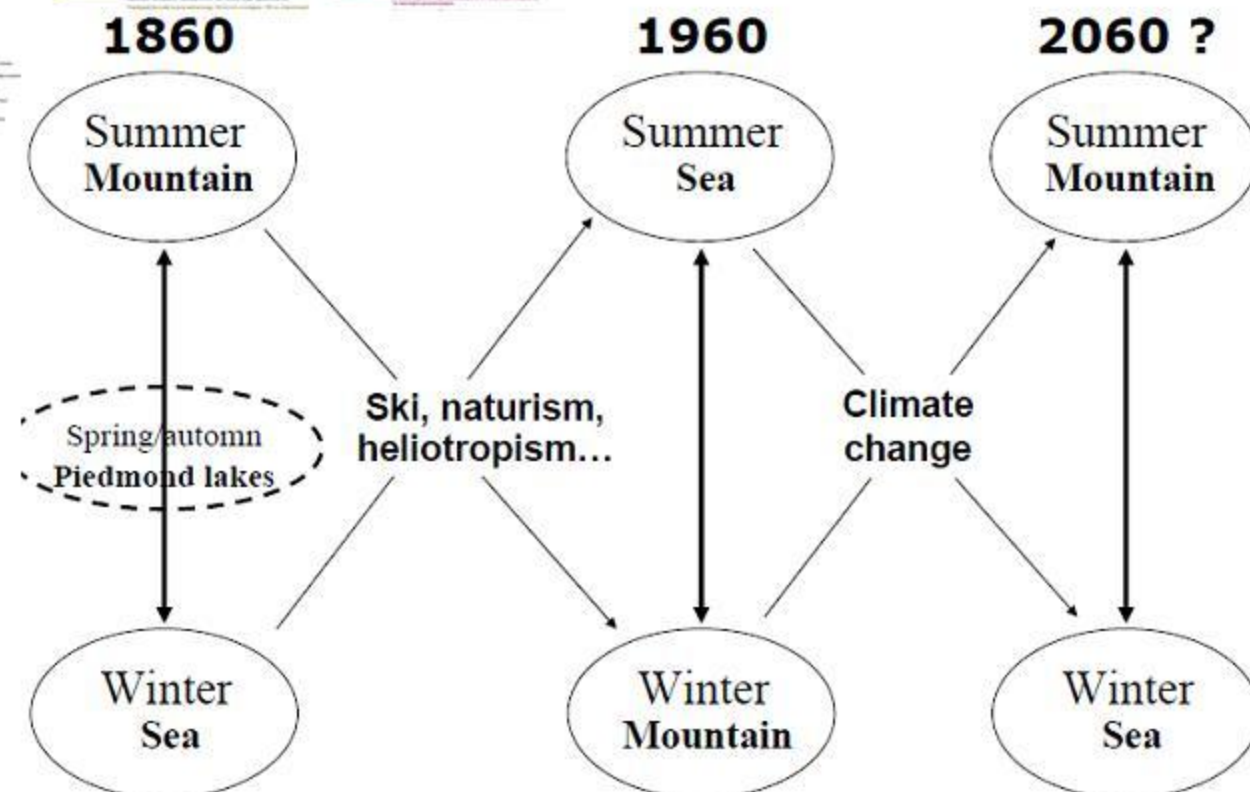 1860
1960
2060 ?
Summer
Mountain
Summer
Sea
Summer
Mountain
Spring/automn
Piedmond lakes
Ski, naturism,
heliotropism...
Climate
change
Winter
Sea
Winter
Mountain
Winter
Sea